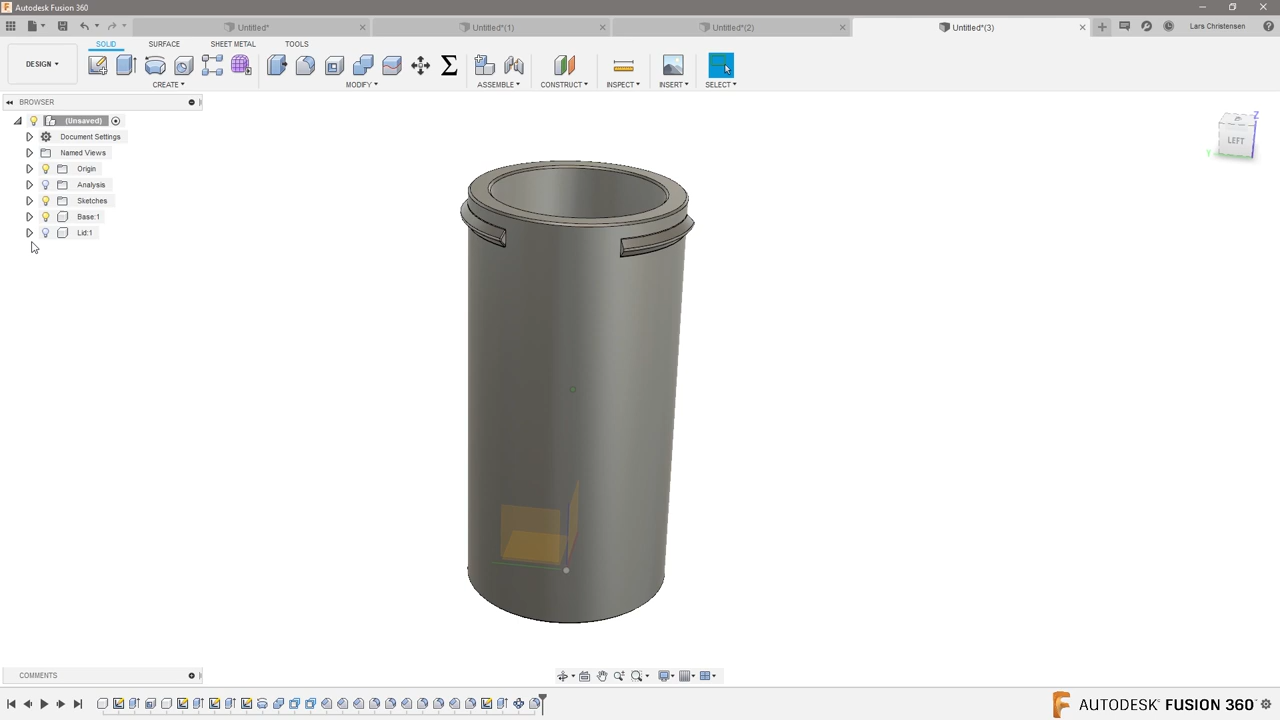 Autodesk Fusion 360
Untitled*
Untitled*(1)
Untitled*(2)
Untitled*(3)
Lars Christensen
SOLID
SURFACE
SHEET METAL
TOOLS
DESIGN
CREATE
MODIFY
ASSEMBLE
CONSTRUCT
INSPECT
INSERT
SELECT
BROWSER
(Unsaved)
Document Settings
Named Views
Origin
Analysis
Sketches
Base:1
Lid:1
Z
LEFT
Y
COMMENTS
AUTODESK FUSION 360